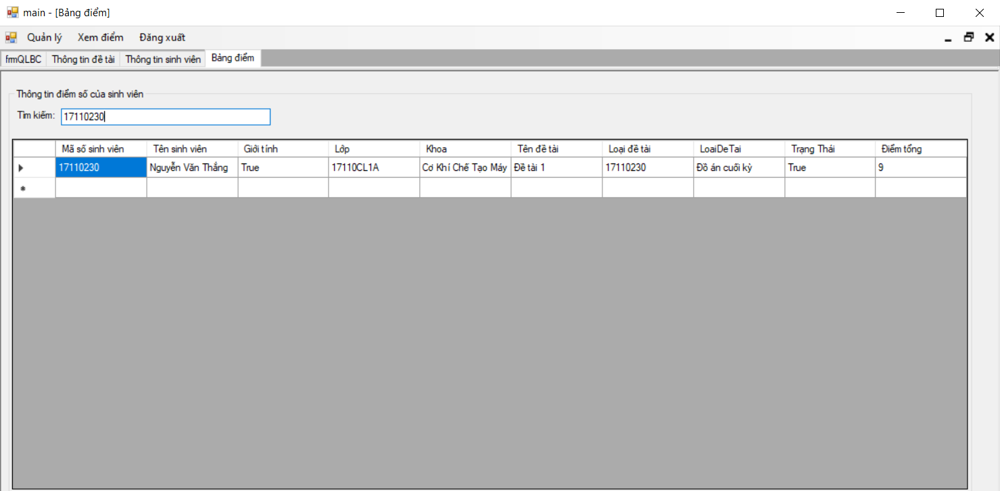 main - [Bảng điểm]
Quản lý Xem điểm Đăng xuất
frmQLBC Thông tin đề tài Thông tin sinh viên Bảng điểm
Thông tin điểm số của sinh viên
Tìm kiếm: 17110230
Mã số sinh viên Tên sinh viên Giới tính Lớp Khoa Tên đề tài Loại đề tài LoaiDeTai Trạng Thái Điểm tổng
17110230 Nguyễn Văn Thắng True 17110CL1A Cơ Khí Chế Tạo Máy Đề tài 1 17110230 Đồ án cuối kỳ True 9